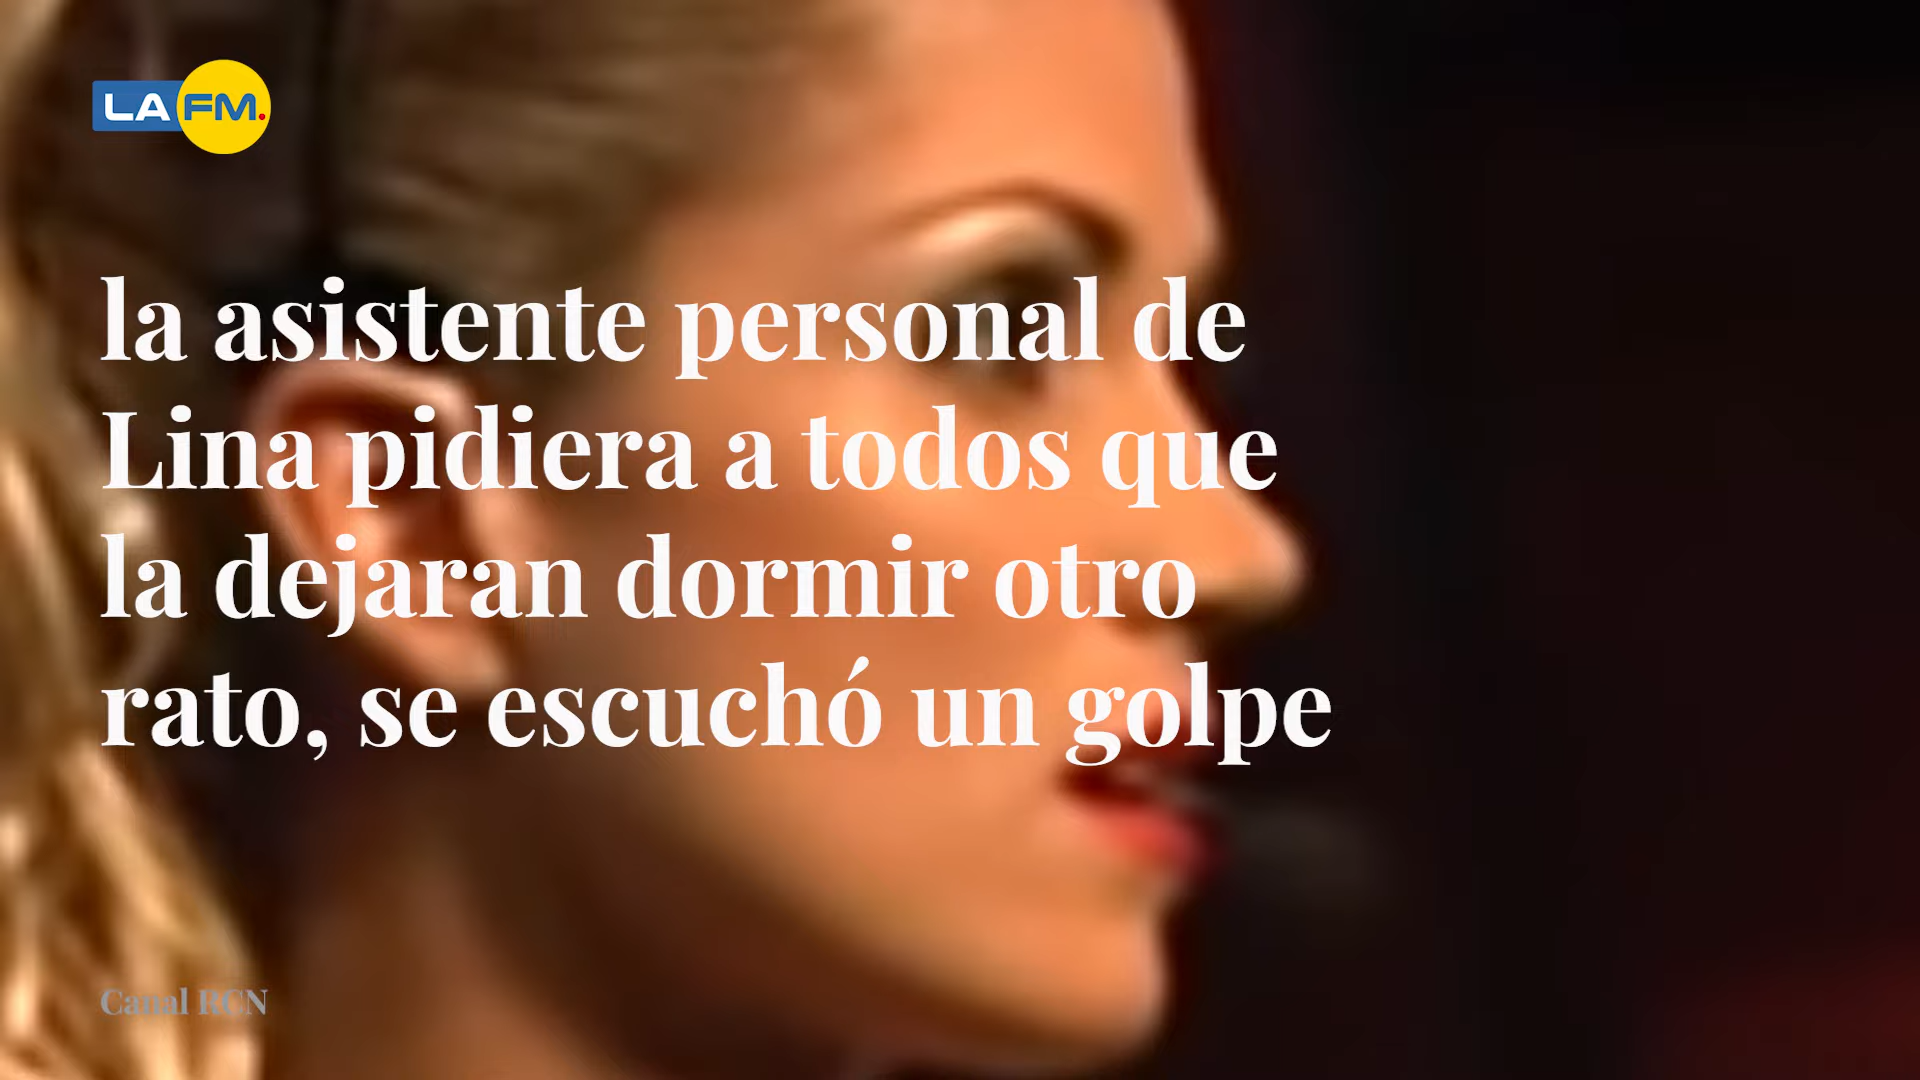 LA FM.
la asistente personal de
Lina pidiera a todos que
la dejaran dormir otro
rato, se escuchó un golpe
Canal RCN